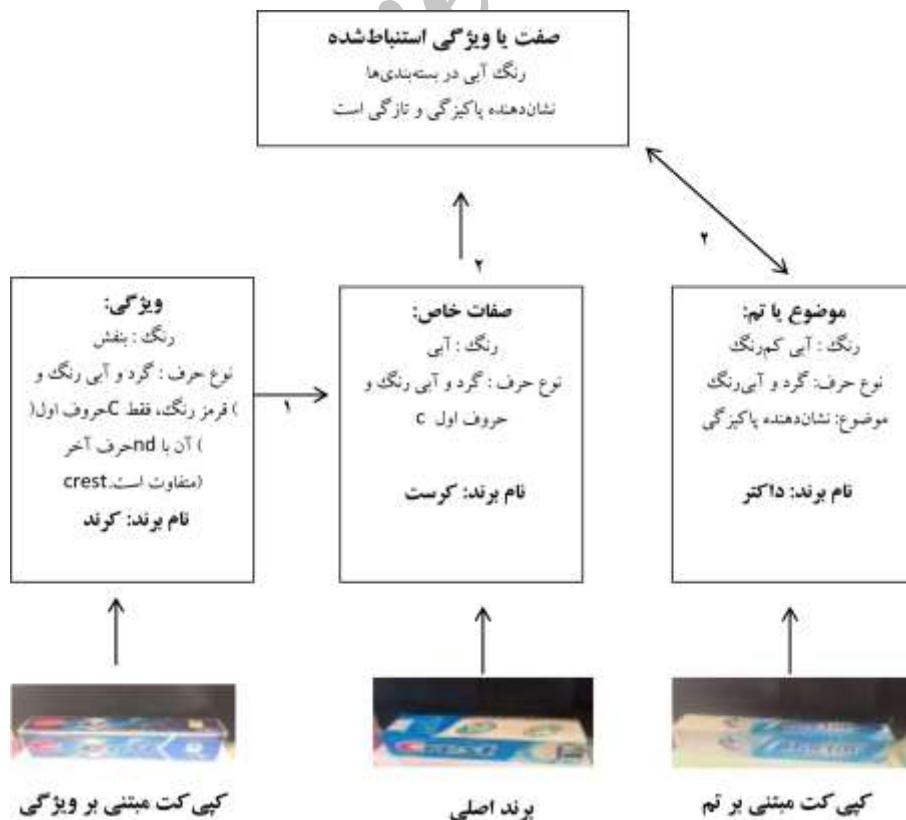 صفت یا ویژگی استنباط‌شده
رنگ آبی در بسته‌بندی‌ها
نشان‌دهنده پاکیزگی و تازگی است
۲
۲
ویژگی:
رنگ : بنفش
نوع حرف : گرد و آبی رنگ و
) قرمز رنگ، فقط Cحروف اول(
) آن با ndحرف آخر
(متفاوت است.crest
نام برند: کرند
۱
صفات خاص:
رنگ : آبی
نوع حرف : گرد و آبی رنگ و
حروف اول c
نام برند: کرست
موضوع یا تم:
رنگ : آبی کم‌رنگ
نوع حرف: گرد و آبی‌رنگ
موضوع: نشان‌دهنده پاکیزگی
نام برند: داکتر
کپی‌کت مبتنی بر ویژگی
برند اصلی
کپی‌کت مبتنی بر تم